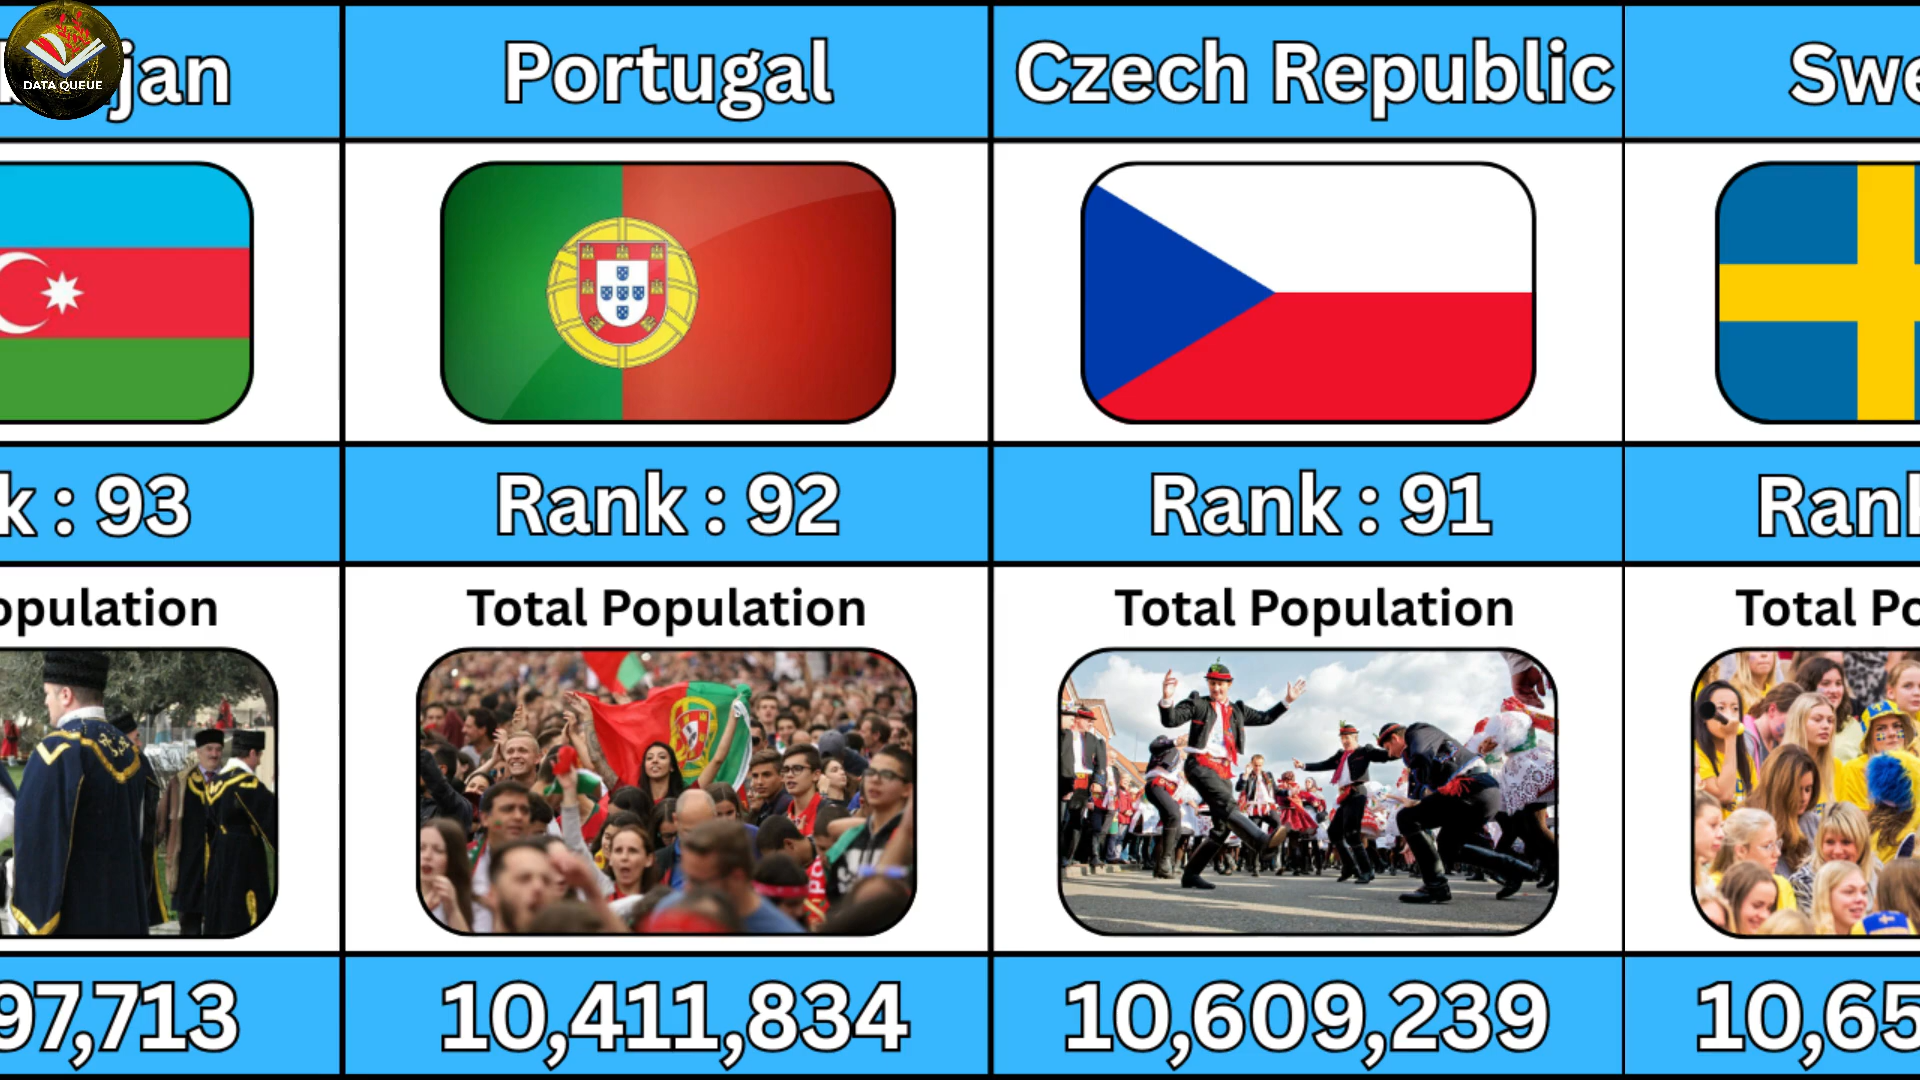 DATA QUEUE
jan
Portugal
Czech Republic
Swe
k : 93
Rank : 92
Rank : 91
Rank
opulation
Total Population
Total Population
Total Po
97,713
10,411,834
10,609,239
10,65